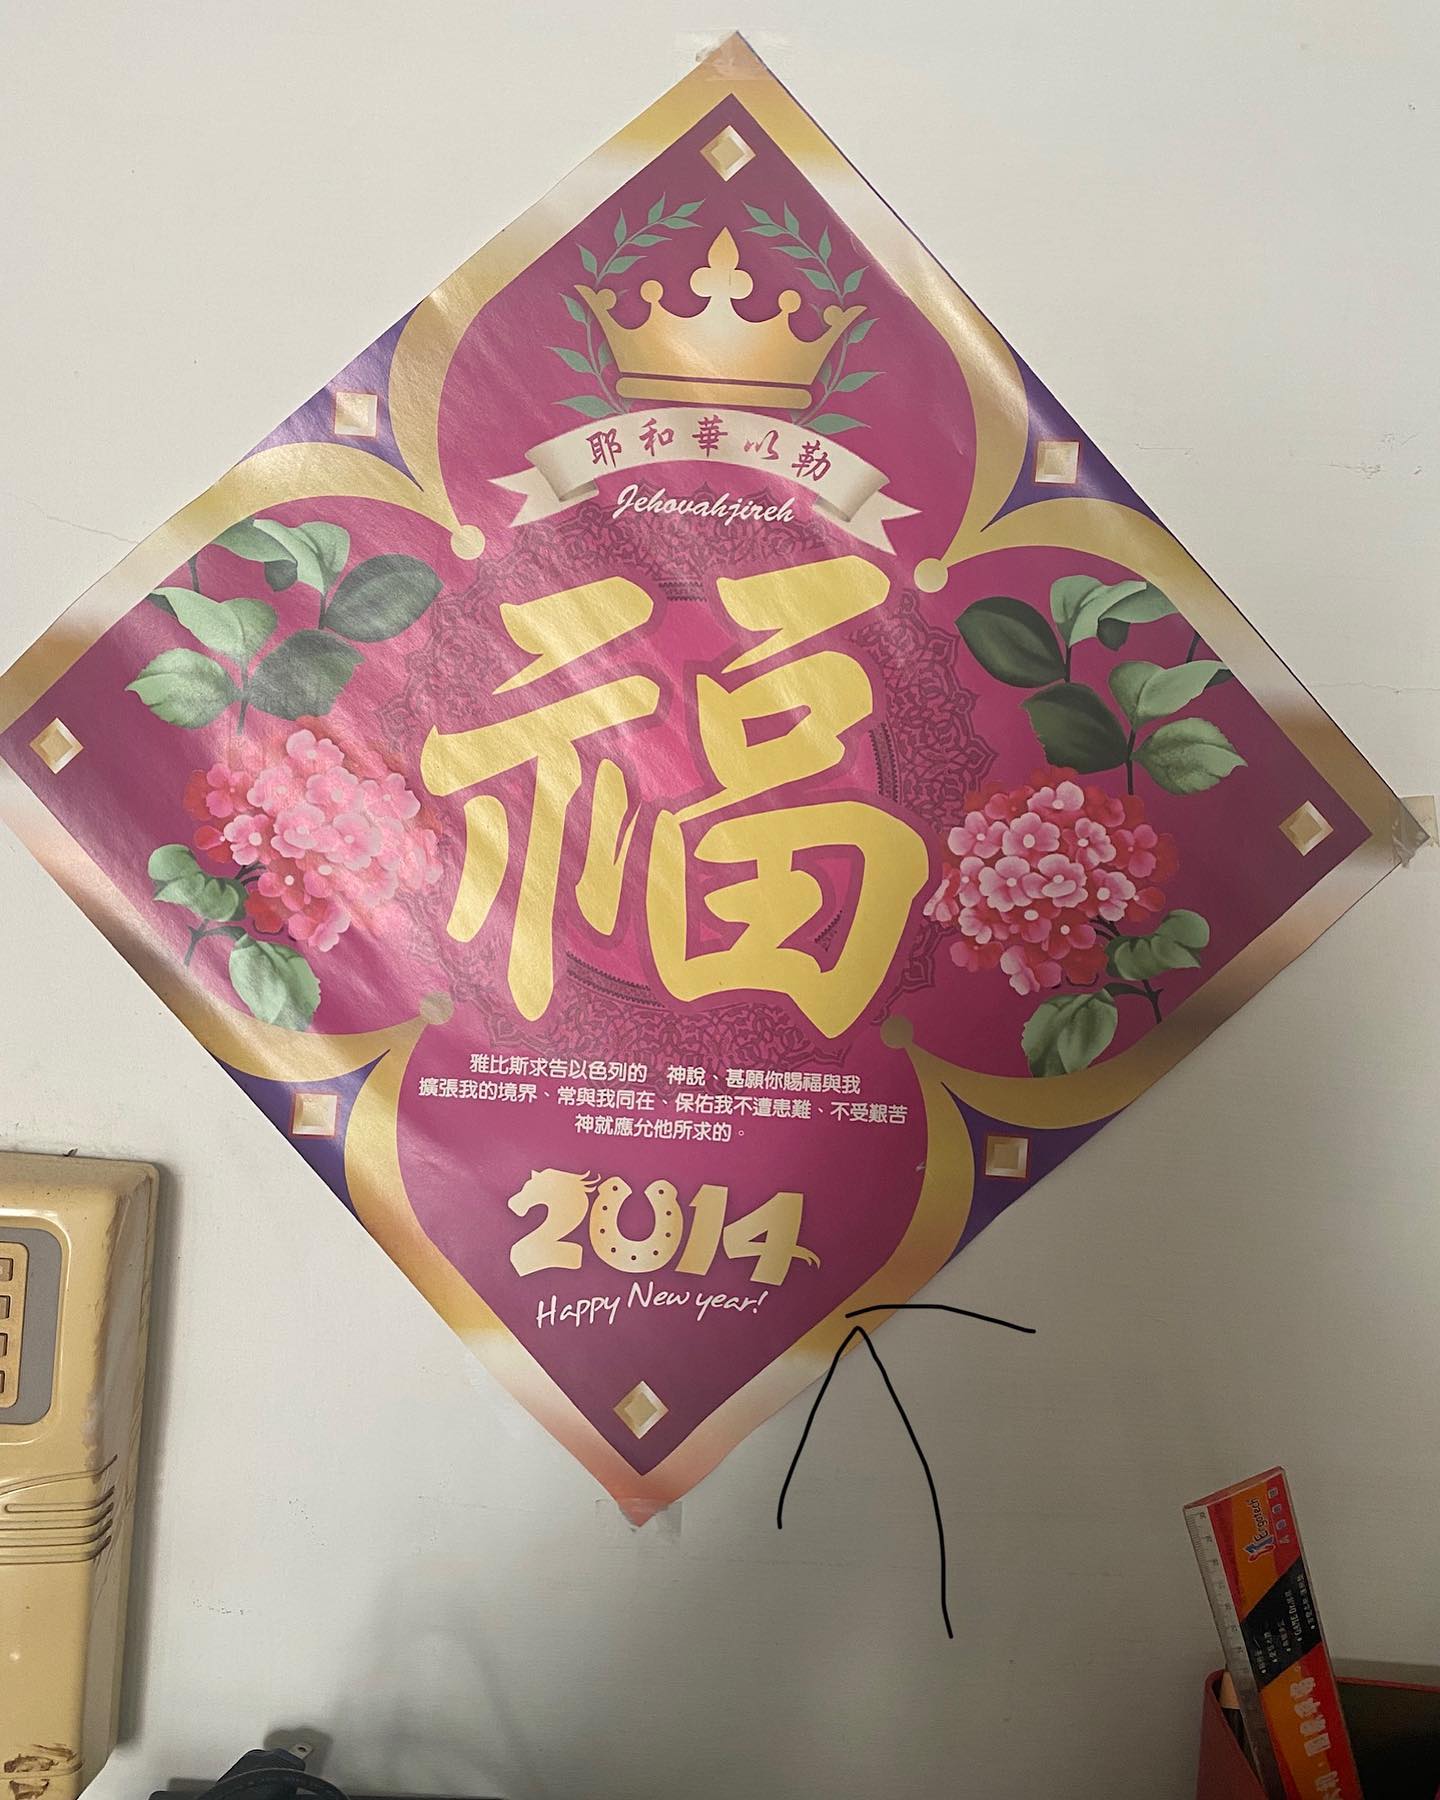 耶和華以勒
Jehovahjireh
福
雅比斯求告以色列的 神說、甚願你賜福與我
擴張我的境界、常與我同在、保佑我不遭患難、不受艱苦
神就應允他所求的。
2014
Happy New year!
Ergotech